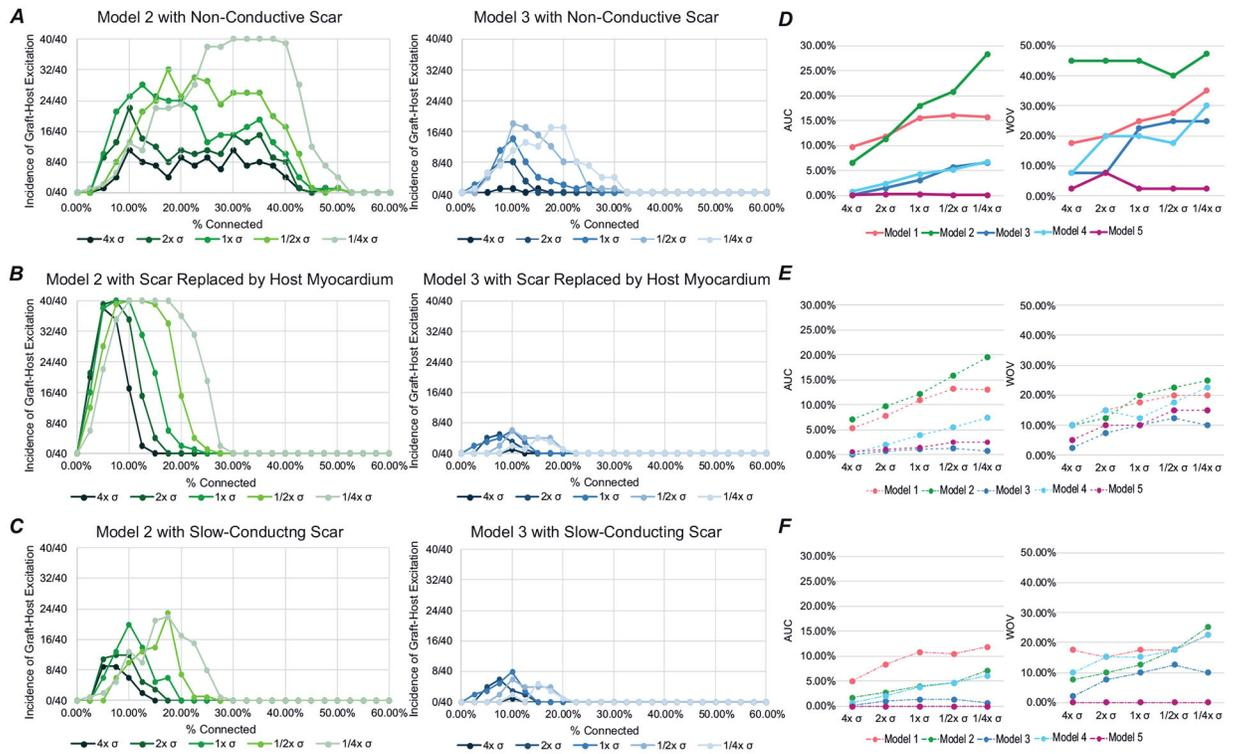 A
Model 2 with Non-Conductive Scar
Incidence of Graft-Host Excitation
40/40
32/40
24/40
16/40
8/40
0/40
0.00% 10.00% 20.00% 30.00% 40.00% 50.00% 60.00%
% Connected
4x σ 2x σ 1x σ 1/2x σ 1/4x σ
Model 3 with Non-Conductive Scar
Incidence of Graft-Host Excitation
40/40
32/40
24/40
16/40
8/40
0/40
0.00% 10.00% 20.00% 30.00% 40.00% 50.00% 60.00%
% Connected
4x σ 2x σ 1x σ 1/2x σ 1/4x σ
D
AUC
30.00%
25.00%
20.00%
15.00%
10.00%
5.00%
0.00%
4x σ 2x σ 1x σ 1/2x σ 1/4x σ
WOV
50.00%
40.00%
30.00%
20.00%
10.00%
0.00%
4x σ 2x σ 1x σ 1/2x σ 1/4x σ
Model 1 Model 2 Model 3 Model 4 Model 5
B
Model 2 with Scar Replaced by Host Myocardium
Incidence of Graft-Host Excitation
40/40
32/40
24/40
16/40
8/40
0/40
0.00% 10.00% 20.00% 30.00% 40.00% 50.00% 60.00%
% Connected
4x σ 2x σ 1x σ 1/2x σ 1/4x σ
Model 3 with Scar Replaced by Host Myocardium
Incidence of Graft-Host Excitation
40/40
32/40
24/40
16/40
8/40
0/40
0.00% 10.00% 20.00% 30.00% 40.00% 50.00% 60.00%
% Connected
4x σ 2x σ 1x σ 1/2x σ 1/4x σ
E
AUC
30.00%
25.00%
20.00%
15.00%
10.00%
5.00%
0.00%
4x σ 2x σ 1x σ 1/2x σ 1/4x σ
WOV
50.00%
40.00%
30.00%
20.00%
10.00%
0.00%
4x σ 2x σ 1x σ 1/2x σ 1/4x σ
Model 1 Model 2 Model 3 Model 4 Model 5
C
Model 2 with Slow-Conductng Scar
Incidence of Graft-Host Excitation
40/40
32/40
24/40
16/40
8/40
0/40
0.00% 10.00% 20.00% 30.00% 40.00% 50.00% 60.00%
% Connected
4x σ 2x σ 1x σ 1/2x σ 1/4x σ
Model 3 with Slow-Conducting Scar
Incidence of Graft-Host Excitation
40/40
32/40
24/40
16/40
8/40
0/40
0.00% 10.00% 20.00% 30.00% 40.00% 50.00% 60.00%
% Connected
4x σ 2x σ 1x σ 1/2x σ 1/4x σ
F
AUC
30.00%
25.00%
20.00%
15.00%
10.00%
5.00%
0.00%
4x σ 2x σ 1x σ 1/2x σ 1/4x σ
WOV
50.00%
40.00%
30.00%
20.00%
10.00%
0.00%
4x σ 2x σ 1x σ 1/2x σ 1/4x σ
Model 1 Model 2 Model 3 Model 4 Model 5